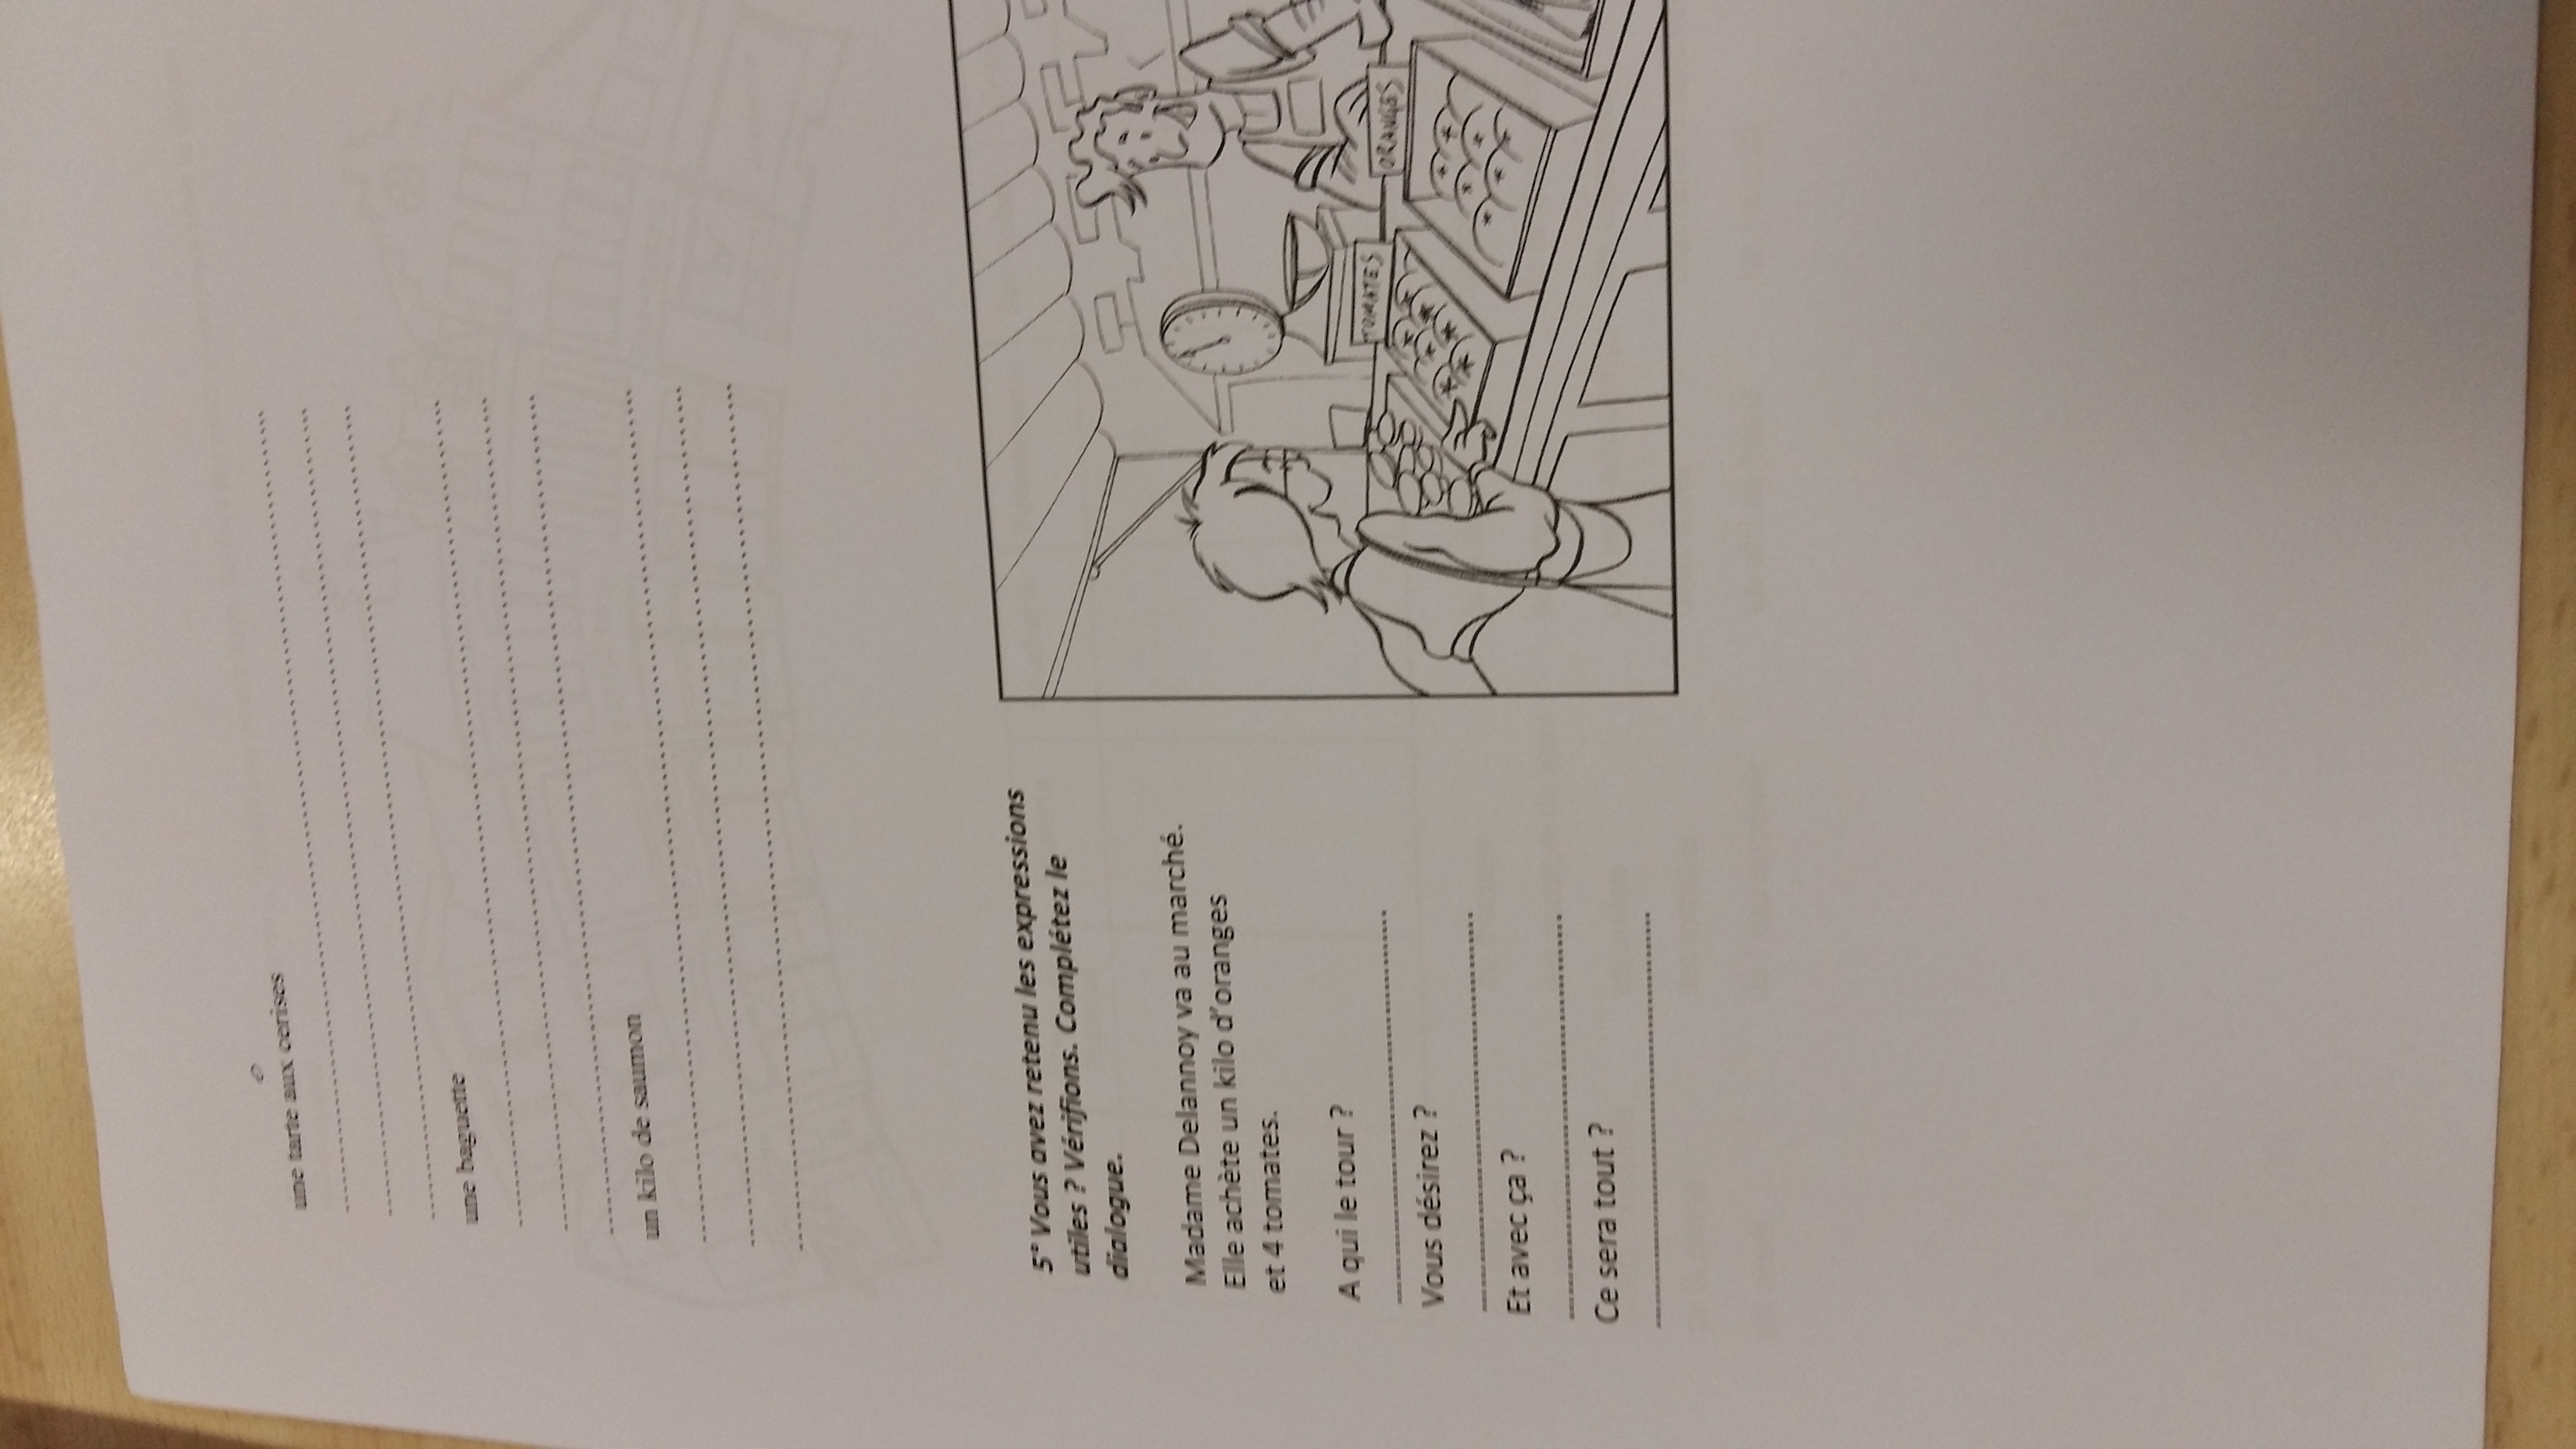 une tarte aux cerises
une baguette
un kilo de saumon
5° Vous avez retenu les expressions
utiles ? Vérifions. Complétez le
dialogue.
Madame Delannoy va au marché.
Elle achète un kilo d'oranges
et 4 tomates.
A qui le tour ?
Vous désirez ?
Et avec ça ?
Ce sera tout ?
TOMATES
ORANGES